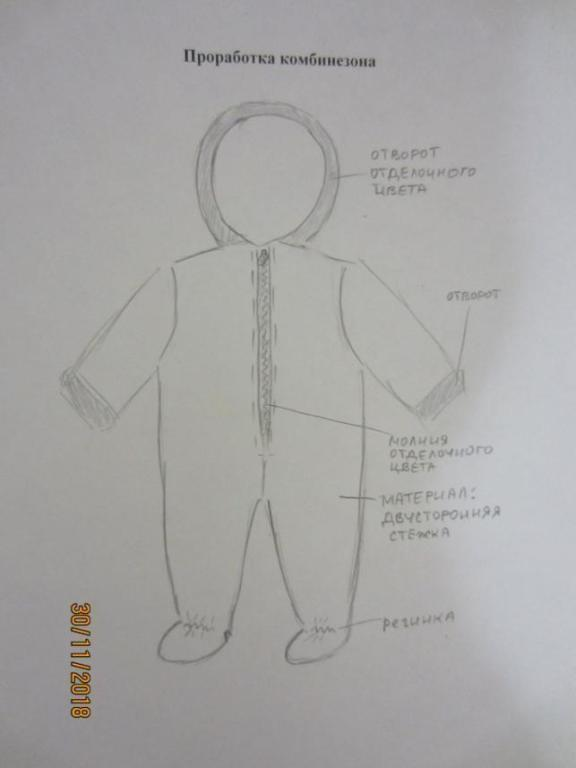 Проработка комбинезона
ОТВОРОТ
ОТДЕЛОЧНОГО
ЦВЕТА
ОТВОРОТ
МОЛНИЯ
ОТДЕЛОЧНОГО
ЦВЕТА
МАТЕРИАЛ:
ДВУСТОРОННЯЯ
СТЕЖКА
РЕЗИНКА
30/11/2018